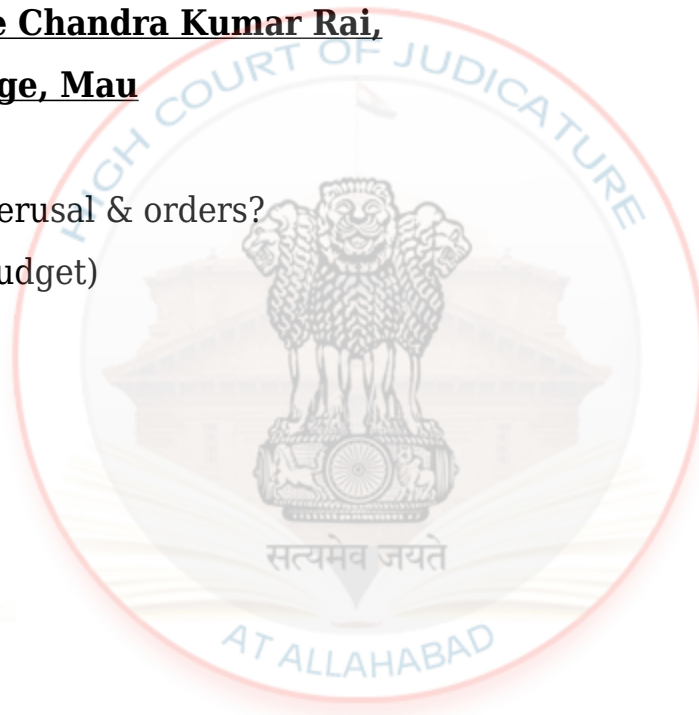 e Chandra Kumar Rai,
ge, Mau
HIGH COURT OF JUDICATURE
erusal & orders?
udget)
सत्यमेव जयते
AT ALLAHABAD